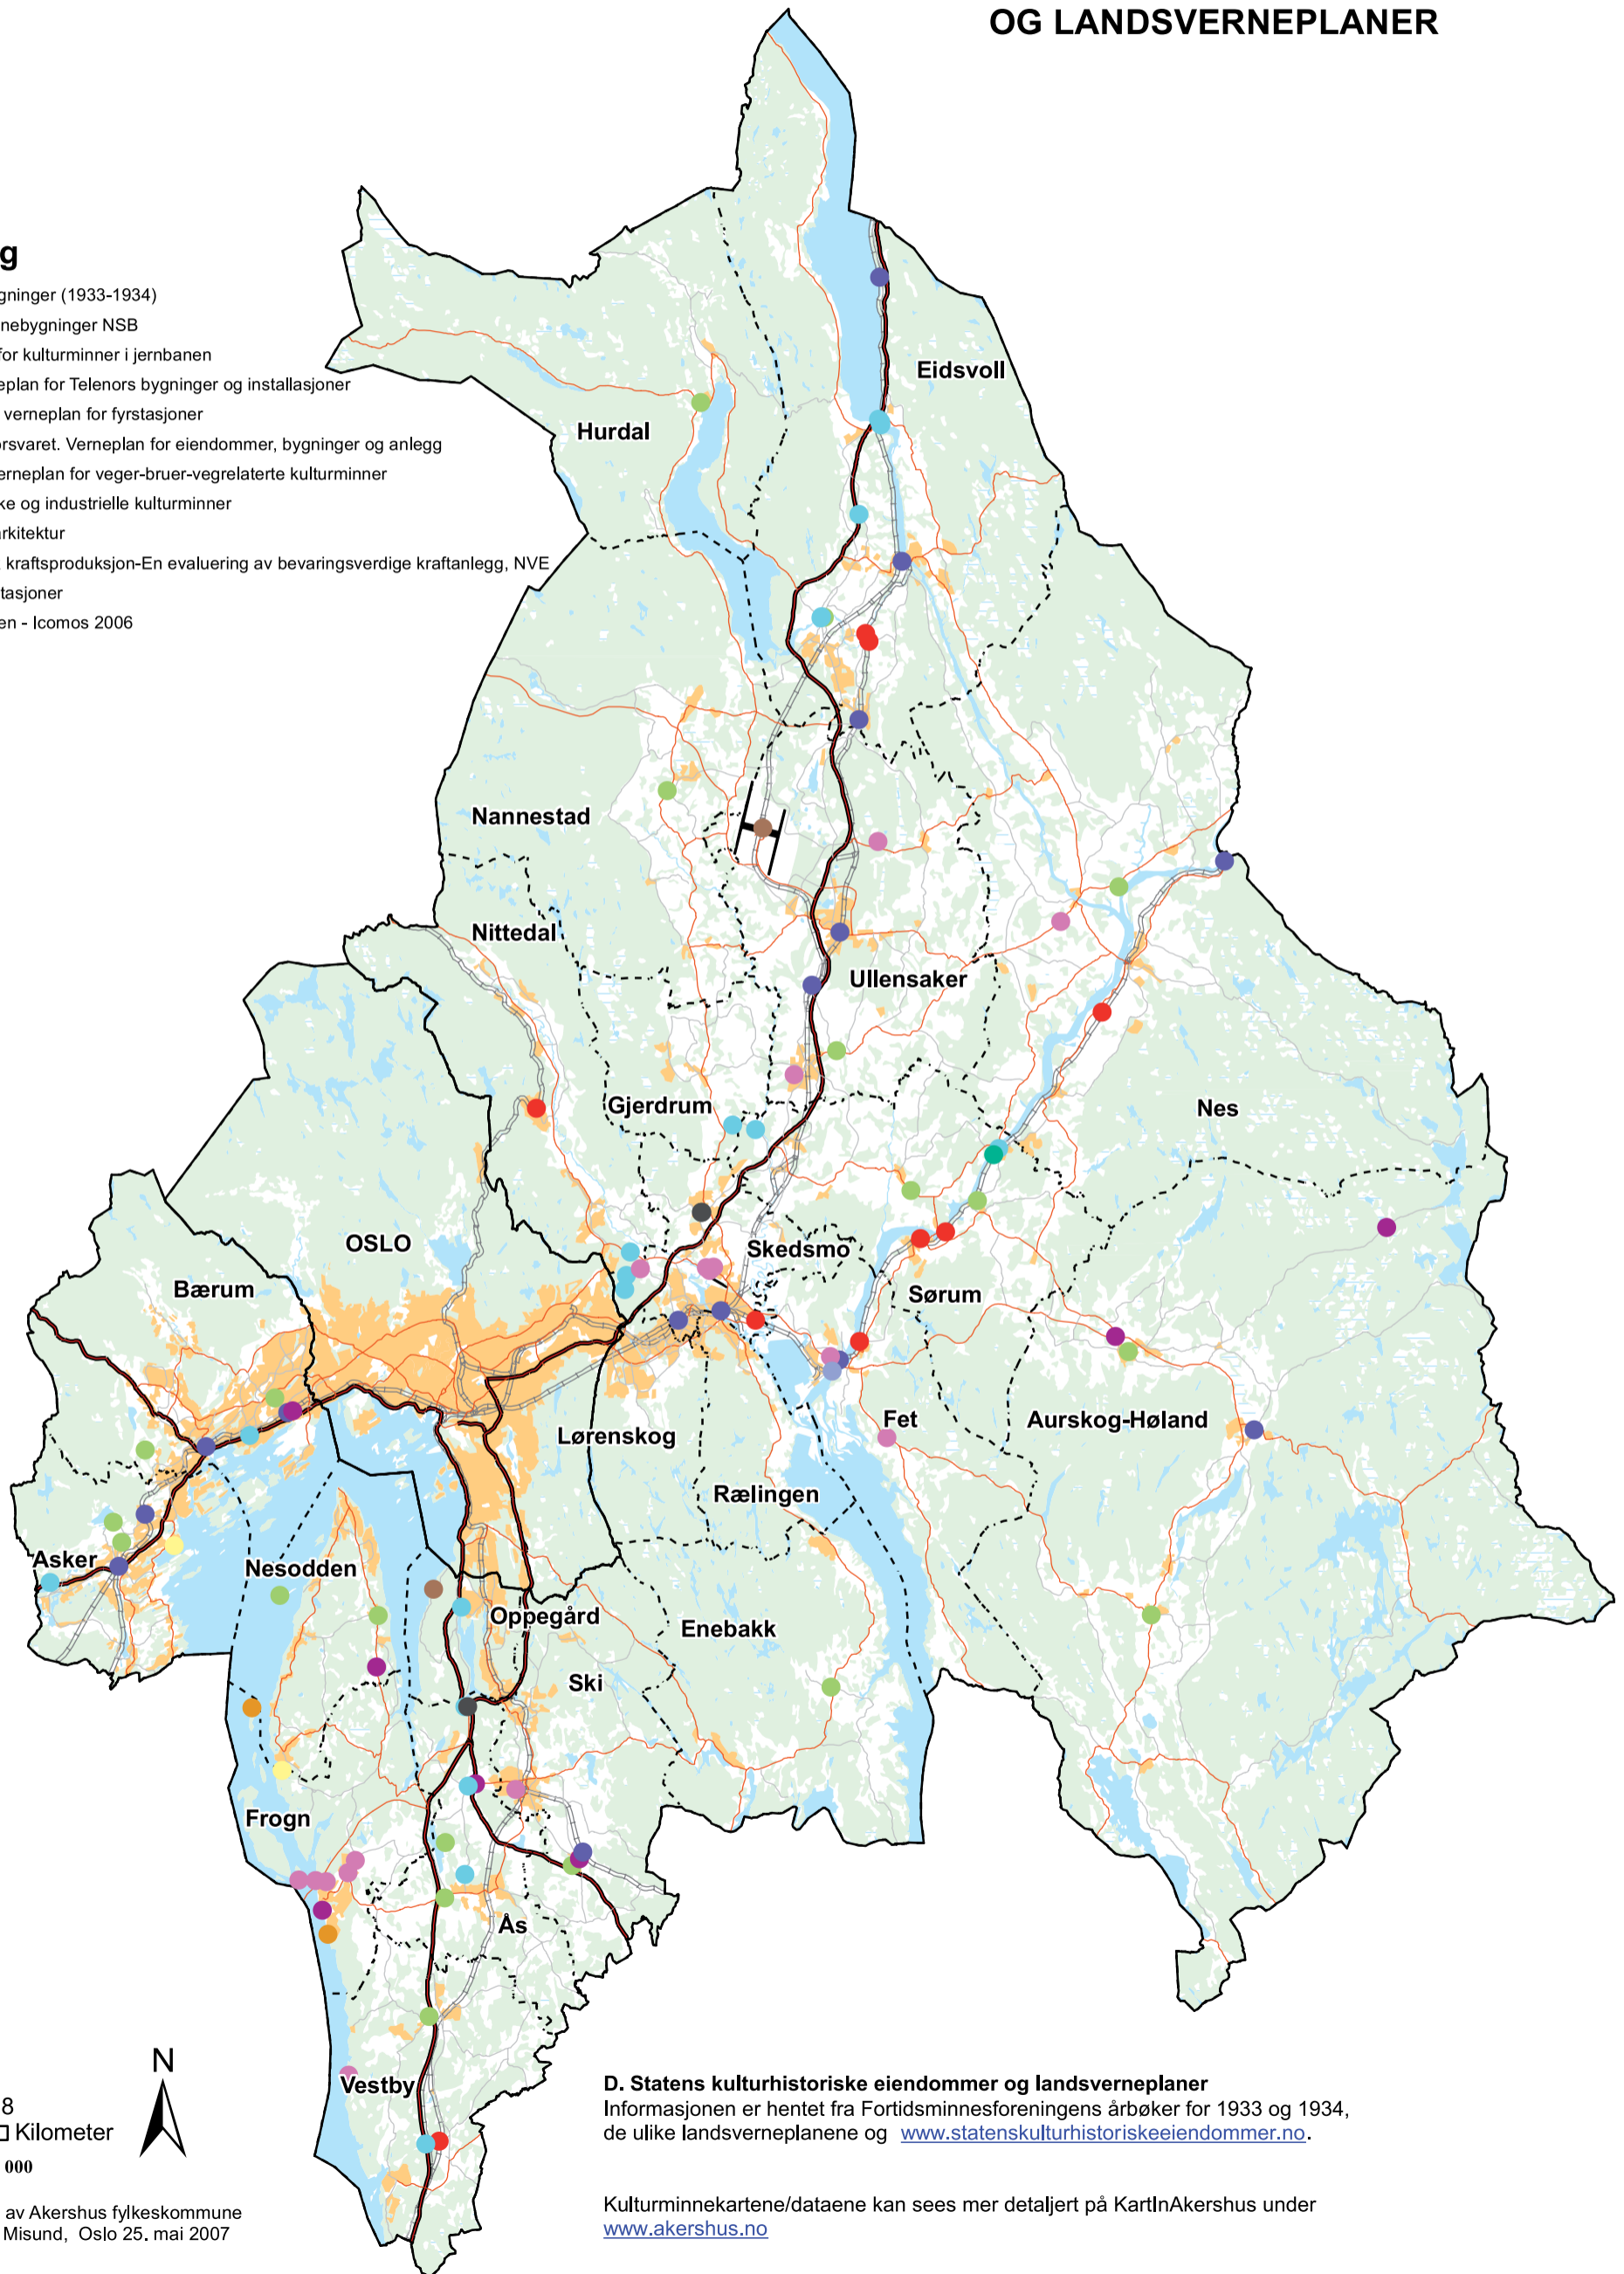 OG LANDSVERNEPLANER
g
gninger (1933-1934)
nebygninger NSB
for kulturminner i jernbanen
eplan for Telenors bygninger og installasjoner
verneplan for fyrstasjoner
orsvaret. Verneplan for eiendommer, bygninger og anlegg
erneplan for veger-bruer-vegrelaterte kulturminner
ke og industrielle kulturminner
arkitektur
kraftsproduksjon-En evaluering av bevaringsverdige kraftanlegg, NVE
tasjoner
en - Icomos 2006
Eidsvoll
Hurdal
Nannestad
Nittedal
Ullensaker
Gjerdrum
Nes
OSLO
Skedsmo
Bærum
Sørum
Fet
Aurskog-Høland
Lørenskog
Rælingen
Asker
Nesodden
Oppegård
Enebakk
Ski
Frogn
Ås
Vestby
N
8
Kilometer
000
av Akershus fylkeskommune
Misund, Oslo 25. mai 2007
D. Statens kulturhistoriske eiendommer og landsverneplaner
Informasjonen er hentet fra Fortidsminnesforeningens årbøker for 1933 og 1934,
de ulike landsverneplanene og www.statenskulturhistoriskeeiendommer.no.
Kulturminnekartene/dataene kan sees mer detaljert på KartInAkershus under
www.akershus.no